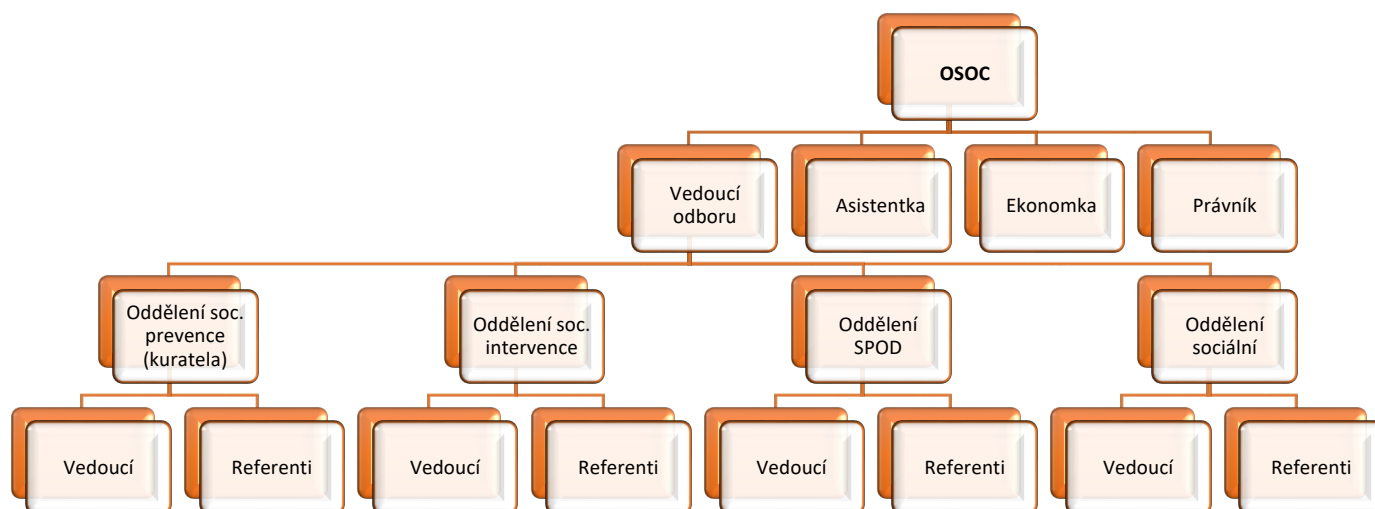 OSOC
Vedoucí
odboru
Asistentka
Ekonomka
Právník
Oddělení soc.
prevence
(kuratela)
Oddělení soc.
intervence
Oddělení
SPOD
Oddělení
sociální
Vedoucí
Referenti
Vedoucí
Referenti
Vedoucí
Referenti
Vedoucí
Referenti